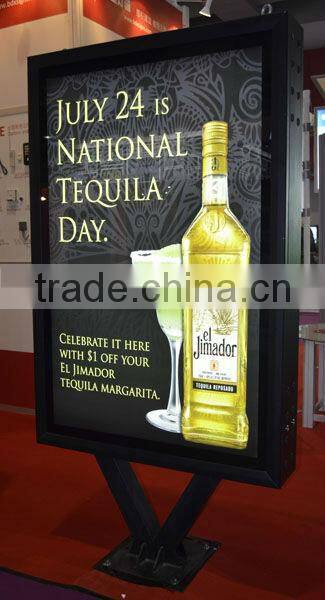 July 24 is
National
Tequila
Day.
trade.china.cn
el
Jimador
TEQUILA REPOSADO
Celebrate it here
with $1 off your
El Jimador
tequila margarita.